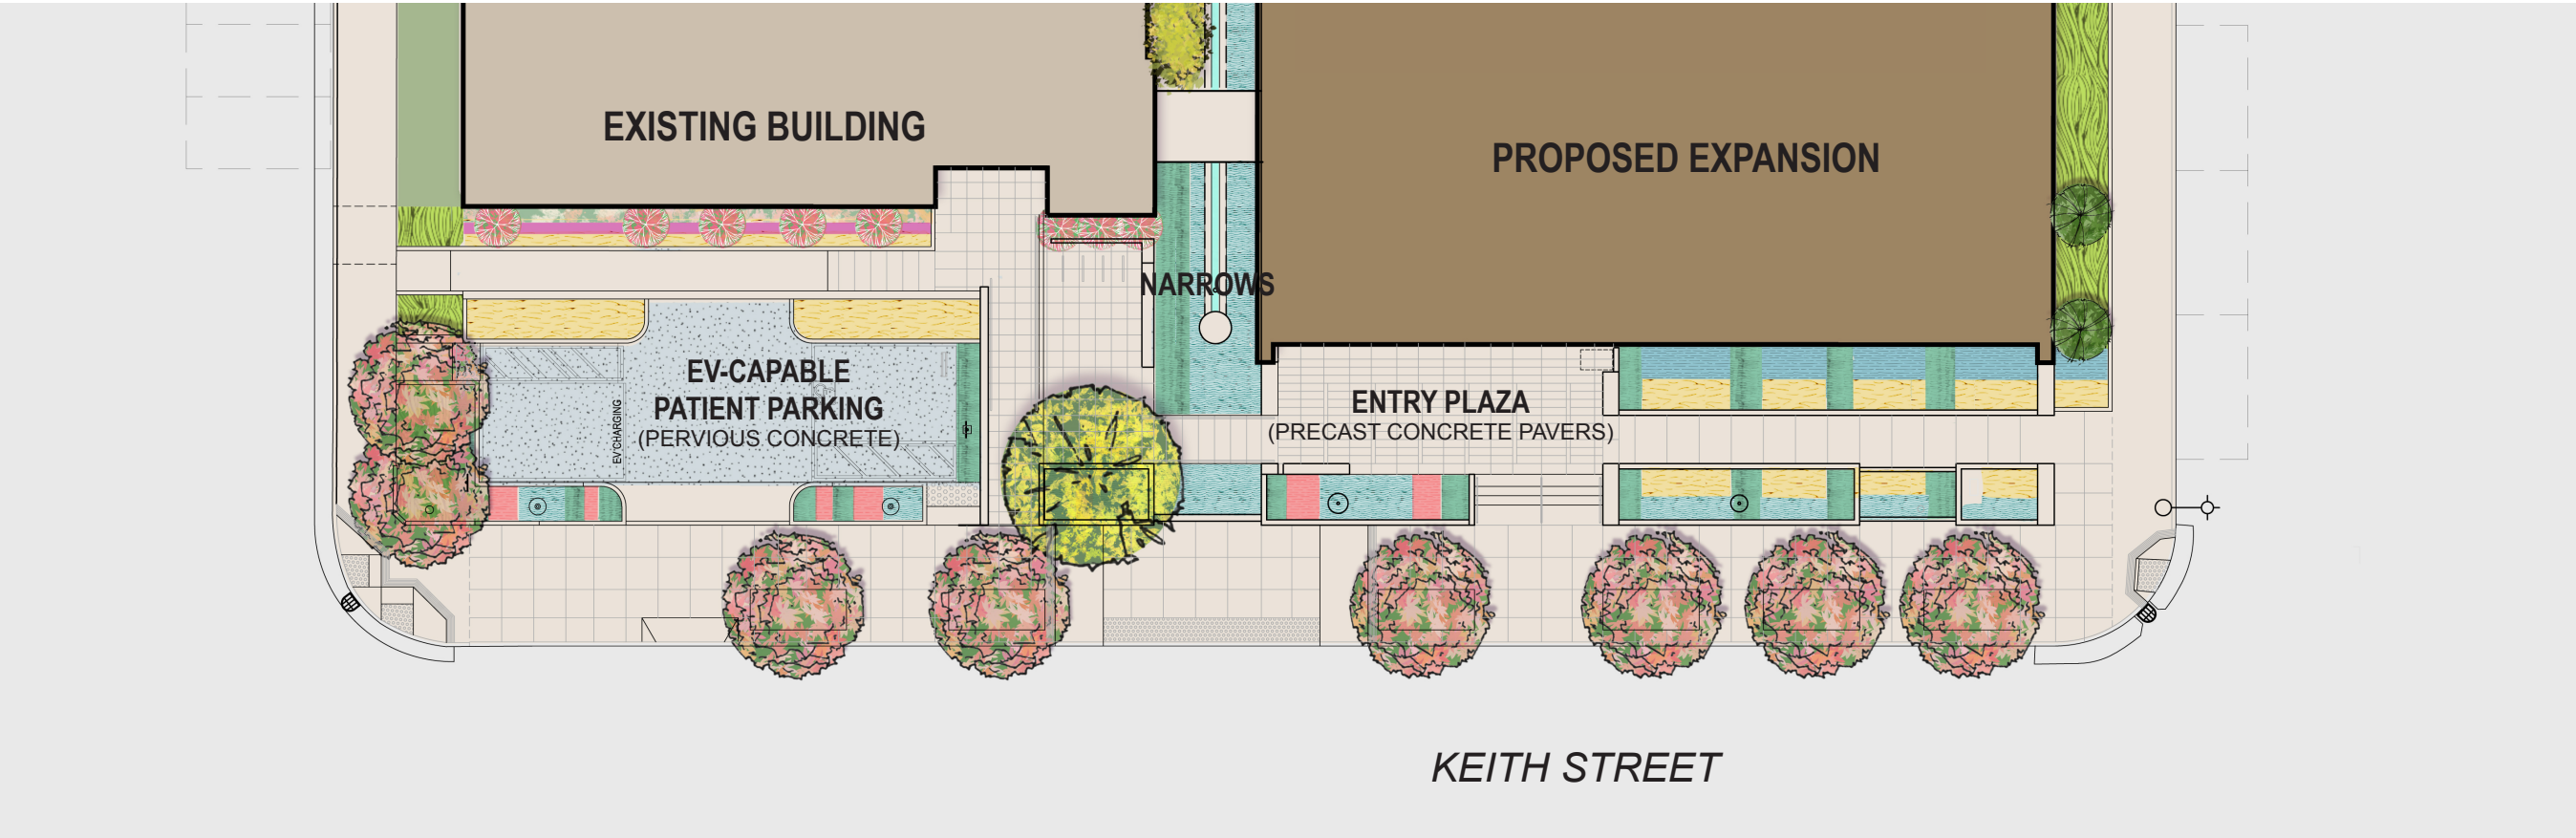 EXISTING BUILDING
PROPOSED EXPANSION
NARROWS
EV-CAPABLE
PATIENT PARKING
(PERVIOUS CONCRETE)
EV CHARGING
ENTRY PLAZA
(PRECAST CONCRETE PAVERS)
KEITH STREET